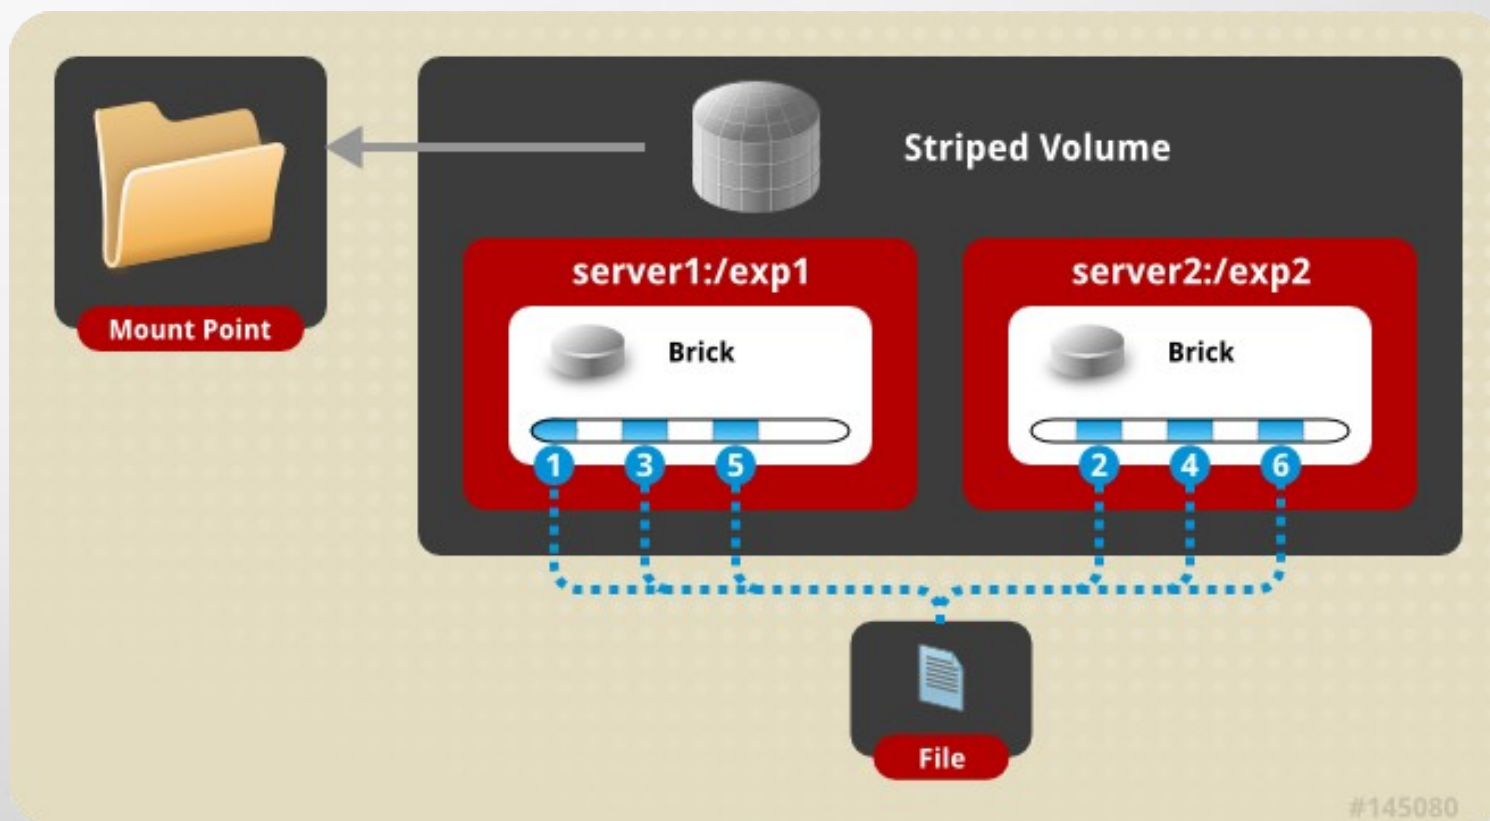 Striped Volume
server1:/exp1
server2:/exp2
Mount Point
Brick
Brick
1
3
5
2
4
6
File
#145080